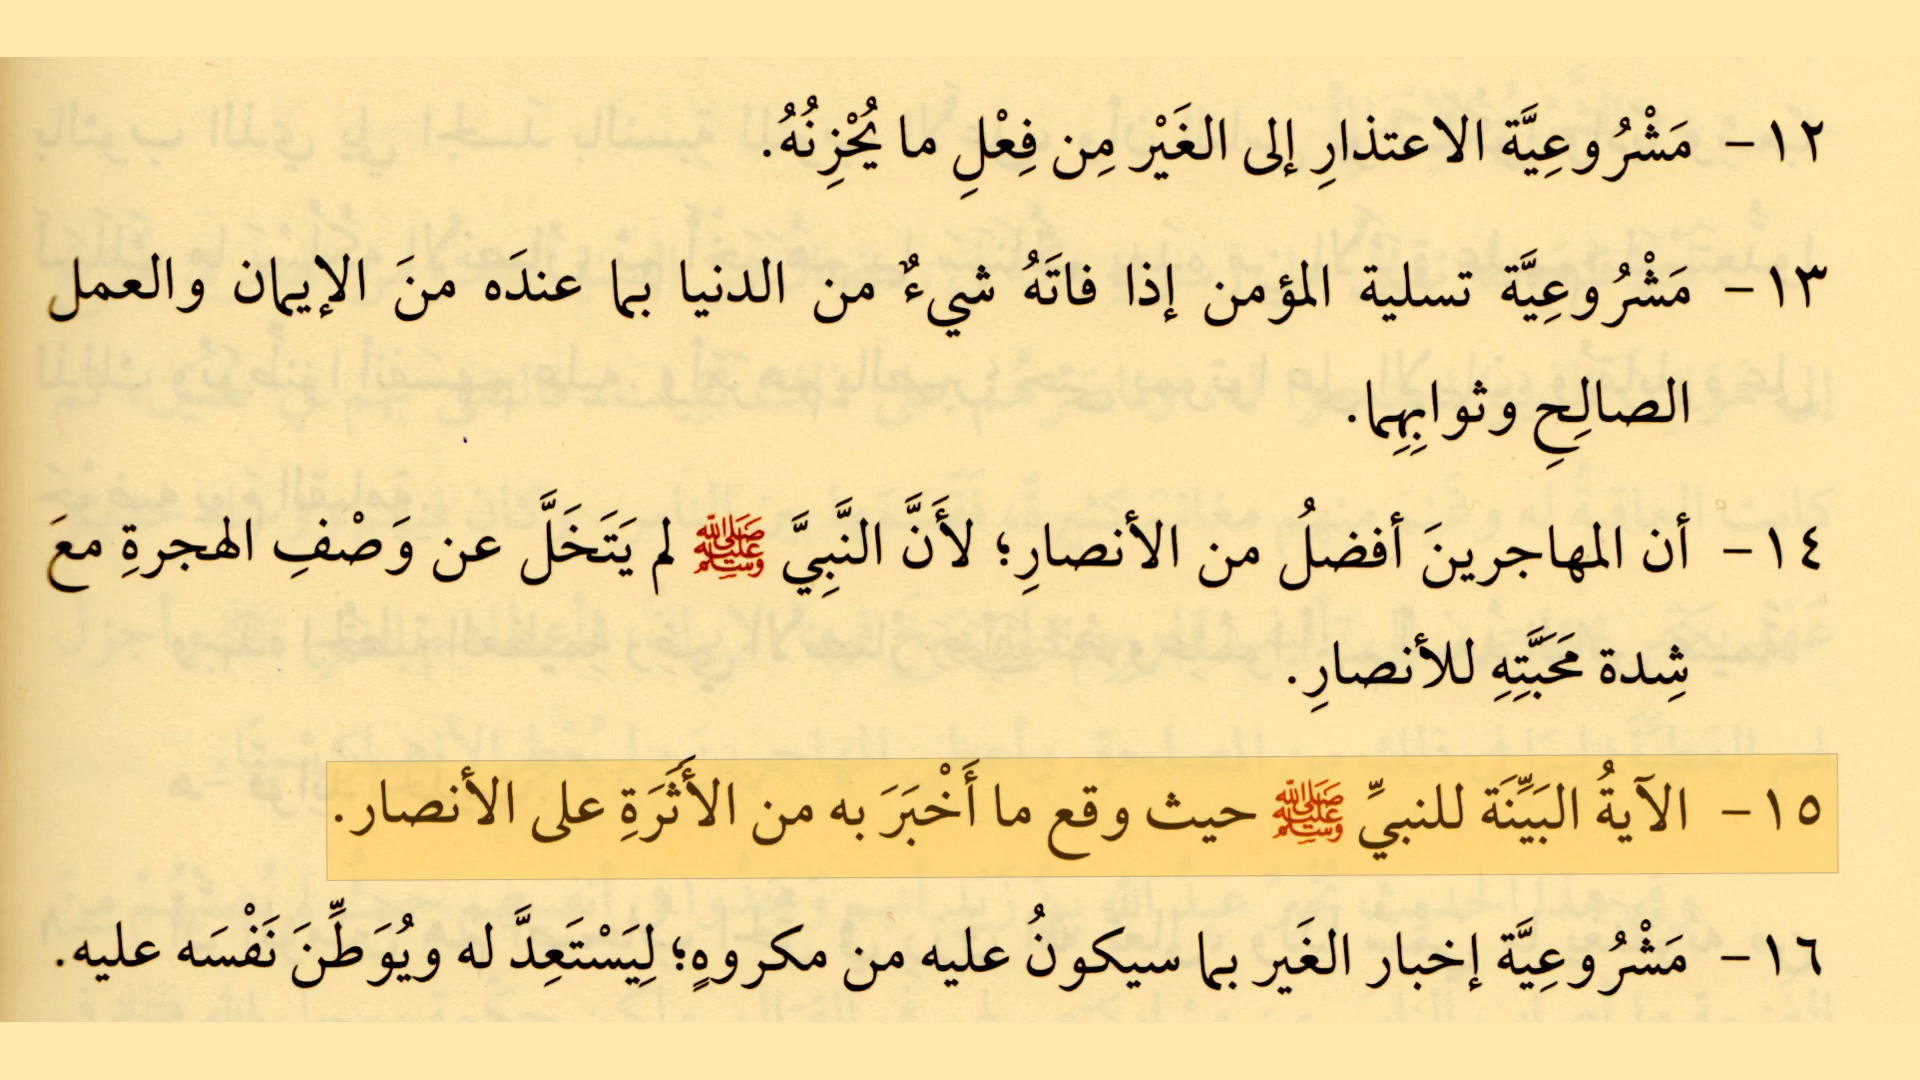 ١٢- مَشْرُوعِيَّة الاعتذارِ إلى الغَيْر مِن فِعْلِ ما يُحْزِنُهُ.
١٣- مَشْرُوعِيَّة تسلية المؤمن إذا فاتَهُ شيءٌ من الدنيا بما عندَه منَ الإيمان والعمل
الصالِحِ وثوابِهِما.
١٤- أن المهاجرينَ أفضلُ من الأنصارِ؛ لأَنَّ النَّبِيَّ ﷺ لم يَتَخَلَّ عن وَصْفِ الهجرةِ معَ
شِدة مَحَبَّتِهِ للأنصارِ.
١٥- الآيةُ البَيِّنَة للنبيِّ ﷺ حيث وقع ما أَخْبَرَ به من الأَثَرَةِ على الأنصار.
١٦- مَشْرُوعِيَّة إخبار الغَير بما سيكونُ عليه من مكروهٍ؛ لِيَسْتَعِدَّ له ويُوَطِّنَ نَفْسَه عليه.